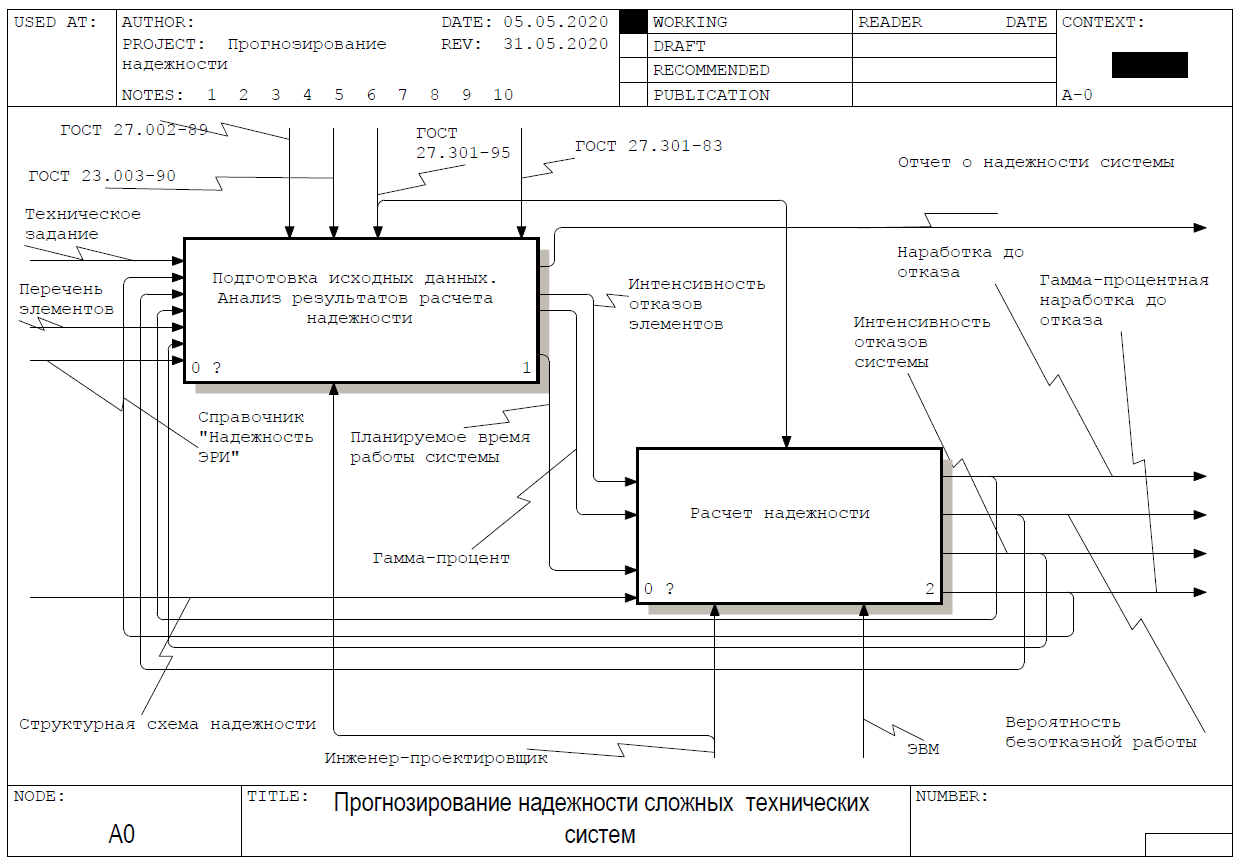 USED AT:
AUTHOR:
DATE: 05.05.2020
PROJECT: Прогнозирование
надежности
REV: 31.05.2020
NOTES: 1 2 3 4 5 6 7 8 9 10
WORKING
DRAFT
RECOMMENDED
PUBLICATION
READER DATE
CONTEXT:
A-0
ГОСТ 27.002-89
ГОСТ
27.301-95
ГОСТ 27.301-83
Отчет о надежности системы
ГОСТ 23.003-90
Техническое
задание
Перечень
элементов
Подготовка исходных данных.
Анализ результатов расчета
надежности
0 ? 1
Интенсивность
отказов
элементов
Наработка до
отказа
Гамма-процентная
наработка до
отказа
Интенсивность
отказов
системы
Справочник
"Надежность
ЭРИ"
Планируемое время
работы системы
Гамма-процент
Расчет надежности
0 ? 2
Структурная схема надежности
Инженер-проектировщик
ЭВМ
Вероятность
безотказной работы
NODE:
A0
TITLE:
Прогнозирование надежности сложных технических
систем
NUMBER: